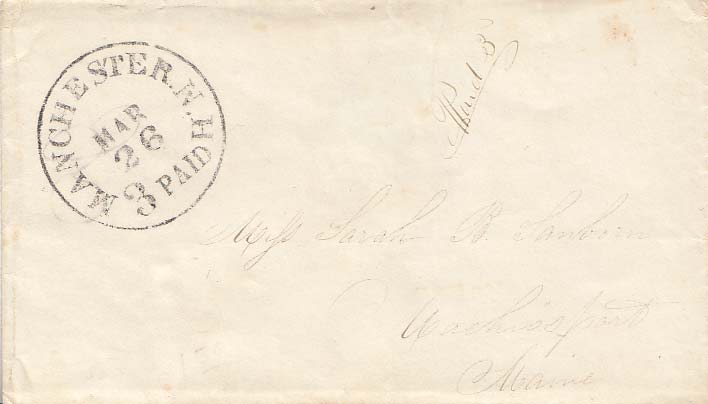 MANCHESTER. N.H
MAR
26
3 PAID
Paid 3
Miss Sarah B. Sanborn
Machiasport
Maine